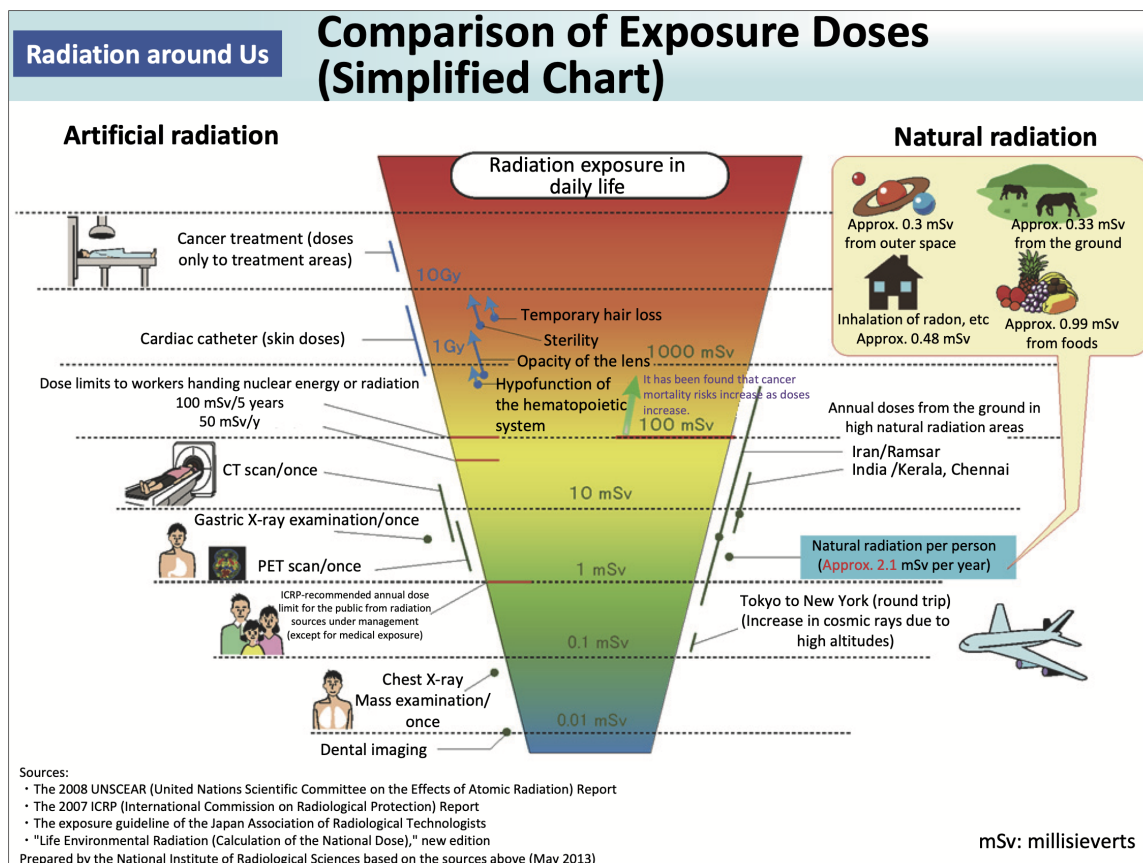 Radiation around Us
Comparison of Exposure Doses
(Simplified Chart)
Artificial radiation
Natural radiation
Radiation exposure in
daily life
Approx. 0.3 mSv
from outer space
Approx. 0.33 mSv
from the ground
Inhalation of radon, etc
Approx. 0.48 mSv
Approx. 0.99 mSv
from foods
Cancer treatment (doses
only to treatment areas)
10Gy
Cardiac catheter (skin doses)
1Gy
Temporary hair loss
Sterility
Opacity of the lens
1000 mSv
Hypofunction of
the hematopoietic
system
It has been found that cancer
mortality risks increase as doses
increase.
100 mSv
Dose limits to workers handing nuclear energy or radiation
100 mSv/5 years
50 mSv/y
Annual doses from the ground in
high natural radiation areas
Iran/Ramsar
India /Kerala, Chennai
CT scan/once
10 mSv
Gastric X-ray examination/once
PET scan/once
Natural radiation per person
(Approx. 2.1 mSv per year)
1 mSv
ICRP-recommended annual dose
limit for the public from radiation
sources under management
(except for medical exposure)
Tokyo to New York (round trip)
(Increase in cosmic rays due to
high altitudes)
0.1 mSv
Chest X-ray
Mass examination/
once
0.01 mSv
Dental imaging
Sources:
・The 2008 UNSCEAR (United Nations Scientific Committee on the Effects of Atomic Radiation) Report
・The 2007 ICRP (International Commission on Radiological Protection) Report
・The exposure guideline of the Japan Association of Radiological Technologists
・"Life Environmental Radiation (Calculation of the National Dose)," new edition
Prepared by the National Institute of Radiological Sciences based on the sources above (May 2013)
mSv: millisieverts